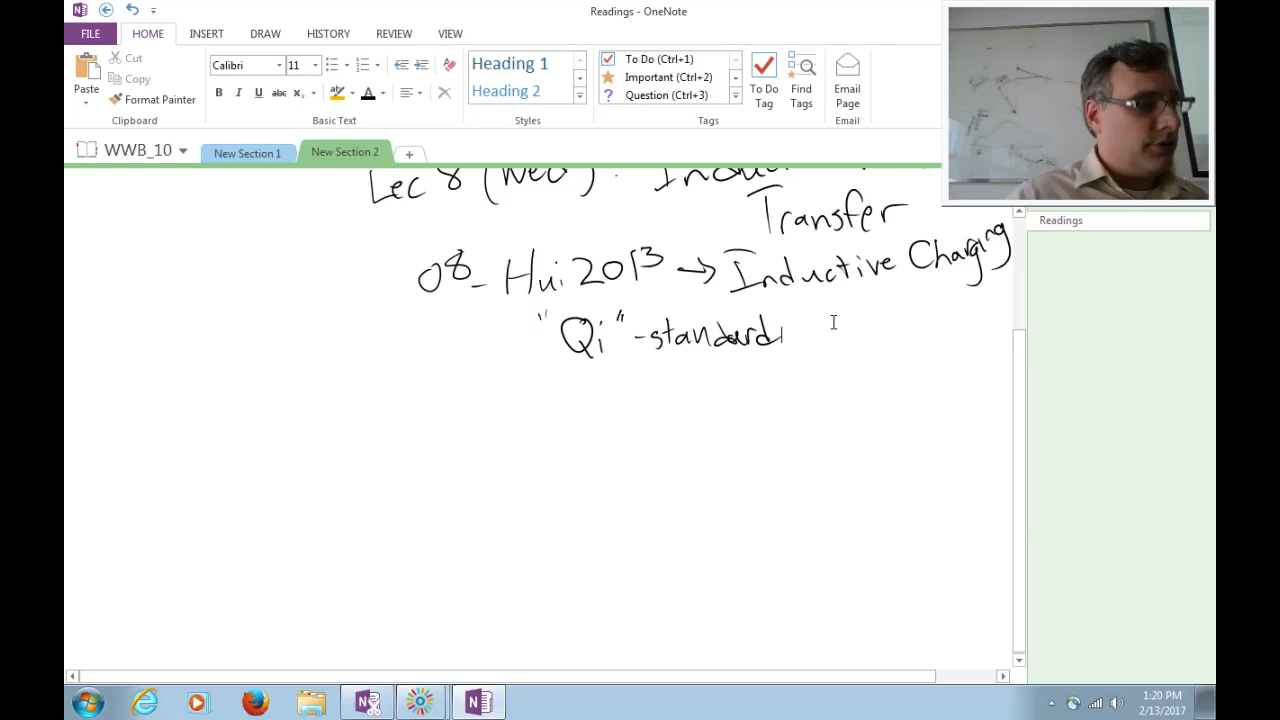 Readings - OneNote
FILE HOME INSERT DRAW HISTORY REVIEW VIEW
Paste
Cut
Copy
Format Painter
Clipboard
Calibri 11
B I U abc
Basic Text
Heading 1
Heading 2
Styles
To Do (Ctrl+1)
Important (Ctrl+2)
Question (Ctrl+3)
Tags
To Do Tag
Find Tags
Email Page
Email
WWB_10 New Section 1 New Section 2
Readings
Lec 8 (Wed):
Transfer
08_Hui2013 → Inductive Charging
"Qi"-standard
1:20 PM
2/13/2017